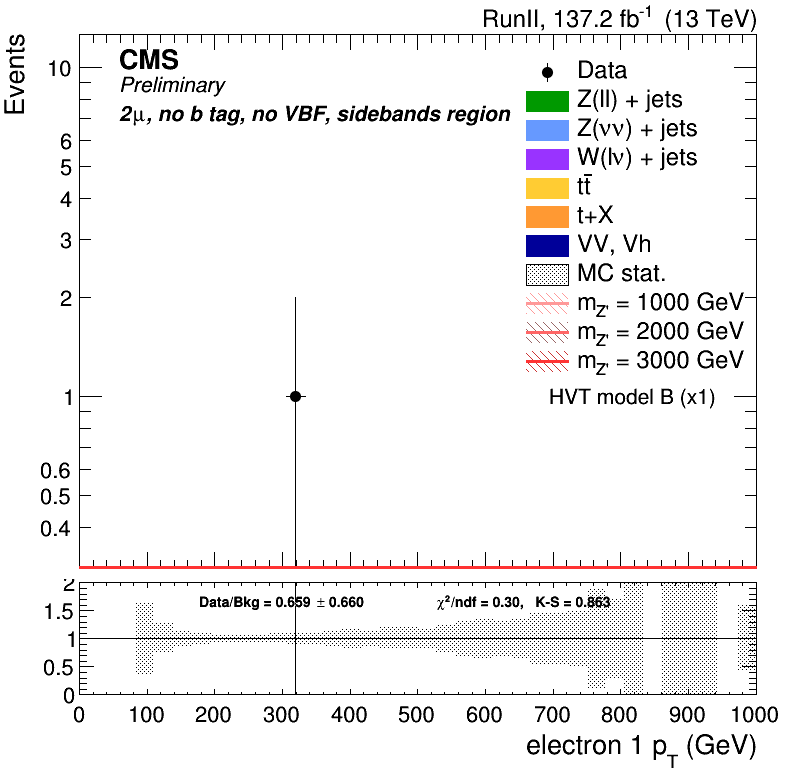 RunII, 137.2 fb⁻¹ (13 TeV)
Events
CMS
Preliminary
2μ, no b tag, no VBF, sidebands region
Data
Z(ll) + jets
Z(νν) + jets
W(lν) + jets
tt̄
t+X
VV, Vh
MC stat.
m_Z' = 1000 GeV
m_Z' = 2000 GeV
m_Z' = 3000 GeV
HVT model B (x1)
10
6
5
4
3
2
1
0.6
0.5
0.4
Data/Bkg = 0.659 ± 0.660 χ²/ndf = 0.30, K-S = 0.863
2
1.5
1
0.5
0
0 100 200 300 400 500 600 700 800 900 1000
electron 1 p_T (GeV)